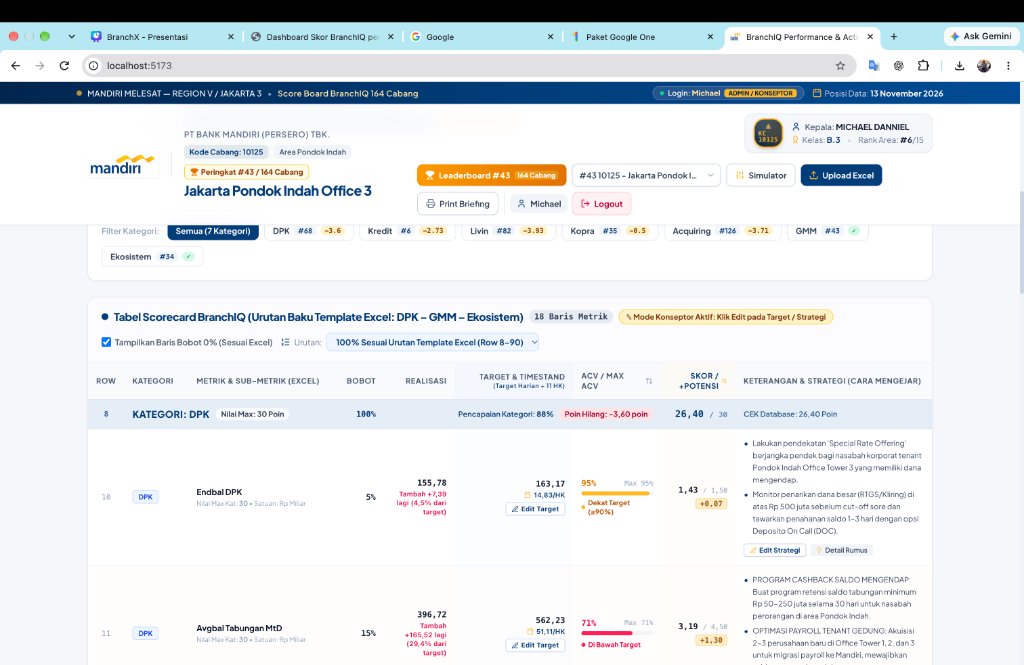 BranchX - Presentasi
Dashboard Skor BranchIQ pe
Google
Paket Google One
BranchIQ Performance & Acti
Ask Gemini
localhost:5173
MANDIRI MELESAT — REGION V / JAKARTA 3 • Score Board BranchIQ 164 Cabang
Login: Michael ADMIN / KONSEPTOR
Posisi Data: 13 November 2026
mandiri
PT BANK MANDIRI (PERSERO) TBK.
Kode Cabang: 10125 Area Pondok Indah
Peringkat #43 / 164 Cabang
Jakarta Pondok Indah Office 3
KC 10125
Kepala: MICHAEL DANNIEL
Kelas: B.3 • Rank Area: #6/15
Leaderboard #43 164 Cabang
#43 10125 - Jakarta Pondok I...
Simulator
Upload Excel
Print Briefing
Michael
Logout
Filter Kategori: Semua (7 Kategori) DPK #68 -3.6 Kredit #6 -2.73 Livin #82 -3.93 Kopra #35 -0.5 Acquiring #126 -3.71 GMM #43 ✓
Ekosistem #34 ✓
Tabel Scorecard BranchIQ (Urutan Baku Template Excel: DPK – GMM – Ekosistem) 18 Baris Metrik Mode Konseptor Aktif: Klik Edit pada Target / Strategi
Tampilkan Baris Bobot 0% (Sesuai Excel) Urutan: 100% Sesuai Urutan Template Excel (Row 8-90)
ROW KATEGORI METRIK & SUB-METRIK (EXCEL) BOBOT REALISASI TARGET & TIMESTAND (Target Harian ÷ 11 HK) ACV / MAX ACV SKOR / +POTENSI KETERANGAN & STRATEGI (CARA MENGEJAR)
8 KATEGORI: DPK Nilai Max: 30 Poin 100% Pencapaian Kategori: 88% Poin Hilang: -3,60 poin 26,40 / 30 CEK Database: 26,40 Poin
10
DPK
Endbal DPK
Nilai Max Kat: 30 • Satuan: Rp Miliar
5%
155,78
Tambah +7,39
lagi (4,5% dari
target)
163,17
14,83/HK
Edit Target
95% Max 95%
Dekat Target
(≥90%)
1,43 / 1,50
+0,07
Lakukan pendekatan 'Special Rate Offering'
berjangka pendek bagi nasabah korporat tenant
Pondok Indah Office Tower 3 yang memiliki dana
mengendap.
Monitor penarikan dana besar (RTGS/Kliring) di
atas Rp 500 juta sebelum cut-off sore dan
tawarkan penahanan saldo 1-3 hari dengan opsi
Deposito On Call (DOC).
Edit Strategi
Detail Rumus
11
DPK
Avgbal Tabungan MtD
Nilai Max Kat: 30 • Satuan: Rp Miliar
15%
396,72
Tambah
+165,52 lagi
(29,4% dari
target)
562,23
51,11/HK
Edit Target
71% Max 71%
Di Bawah Target
3,19 / 4,50
+1,30
PROGRAM CASHBACK SALDO MENGENDAP:
Buat program retensi saldo tabungan minimum
Rp 50-250 juta selama 30 hari untuk nasabah
perorangan di area Pondok Indah.
OPTIMASI PAYROLL TENANT GEDUNG: Akuisisi
2-3 perusahaan baru di Office Tower 1, 2, dan 3
untuk migrasi payroll ke Mandiri, mewajibkan